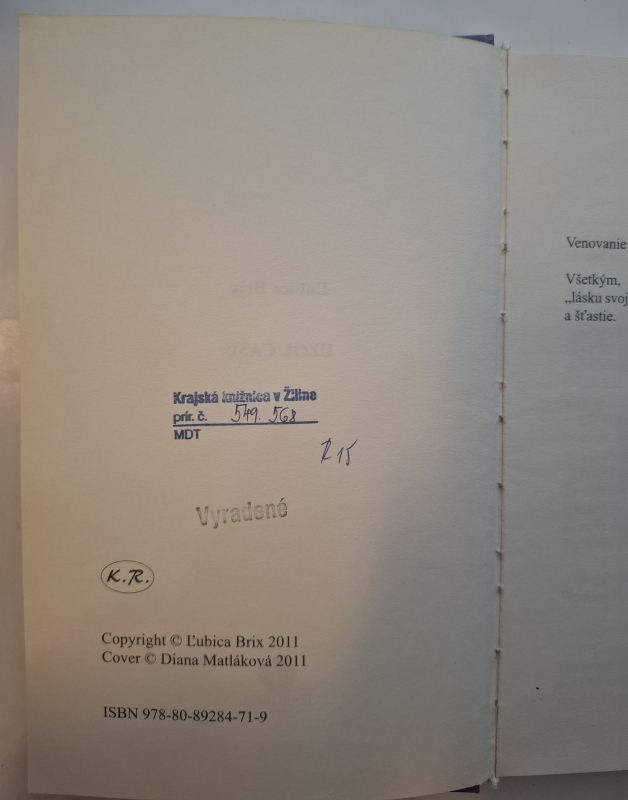 Krajská knižnica v Žiline
prír. č. 549.568
MDT
R 15
Vyradené
K.R.
Copyright © Ľubica Brix 2011
Cover © Diana Matláková 2011
ISBN 978-80-89284-71-9
Venovanie
Všetkým,
„lásku svoj
a šťastie.